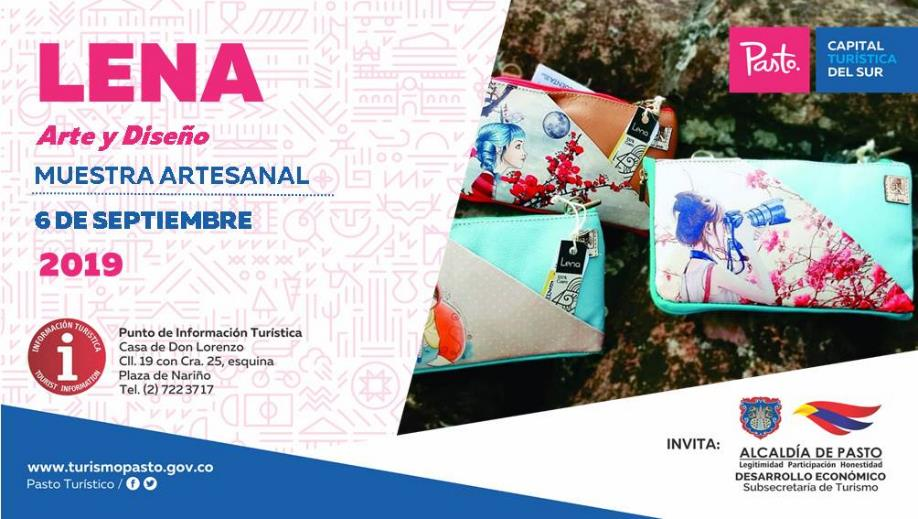 LENA
Arte y Diseño
MUESTRA ARTESANAL
6 DE SEPTIEMBRE
2019
INFORMACIÓN TURISTICA
i
TOURIST INFORMATION
Punto de Información Turística
Casa de Don Lorenzo
Cll. 19 con Cra. 25, esquina
Plaza de Nariño
Tel. (2) 7223717
www.turismopasto.gov.co
Pasto Turístico /
Pasto.
CAPITAL
TURÍSTICA
DEL SUR
Lena
Lena
INVITA:
ALCALDÍA DE PASTO
Legitimidad Participación Honestidad
DESARROLLO ECONÓMICO
Subsecretaría de Turismo